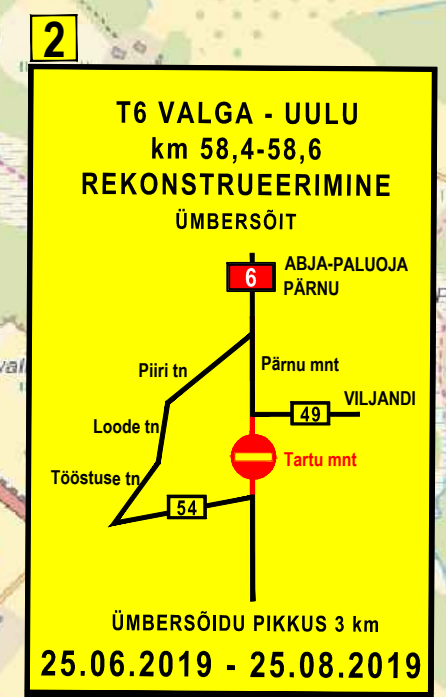 2
T6 VALGA - UULU
km 58,4-58,6
REKONSTRUEERIMINE
ÜMBERSÕIT
6
ABJA-PALUOJA
PÄRNU
Piiri tn
Pärnu mnt
VILJANDI
49
Loode tn
Tartu mnt
Tööstuse tn
54
ÜMBERSÕIDU PIKKUS 3 km
25.06.2019 - 25.08.2019